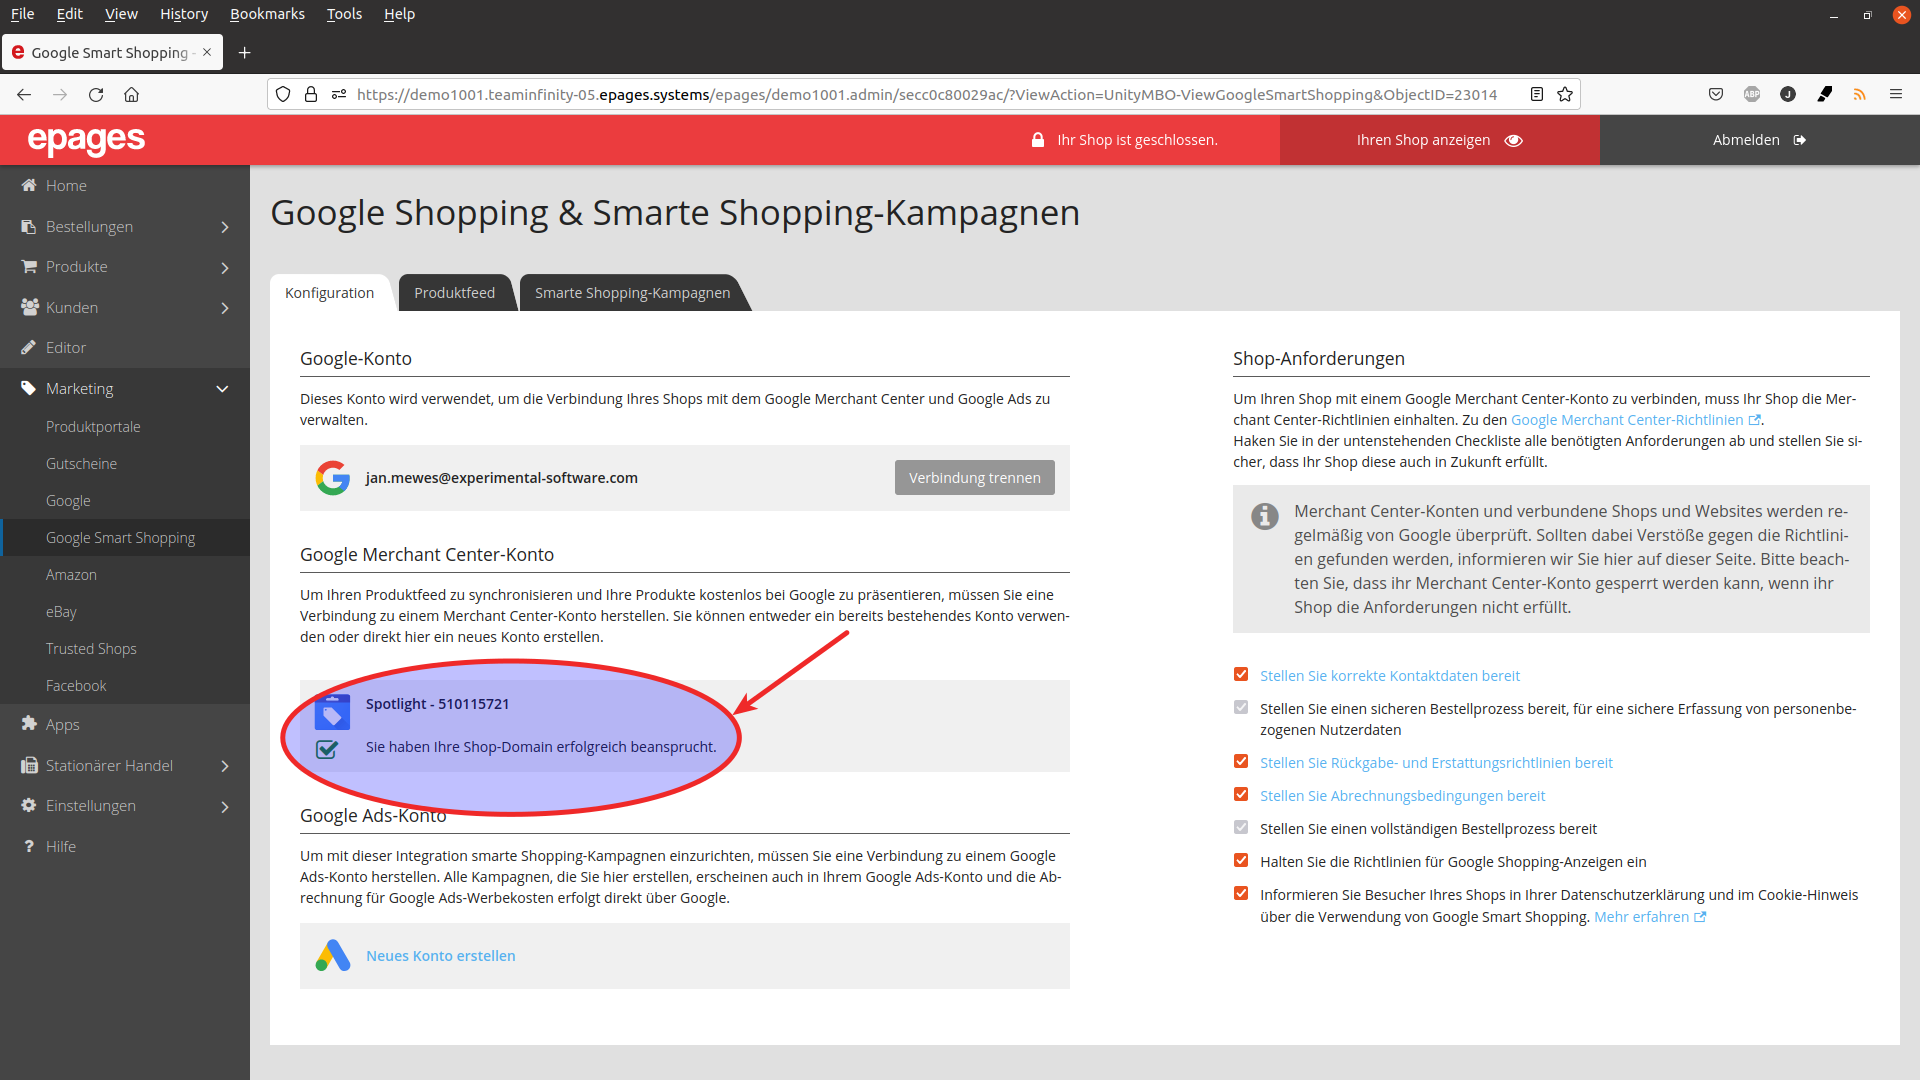 File Edit View History Bookmarks Tools Help
Google Smart Shopping -
https://demo1001.teaminfinity-05.epages.systems/epages/demo1001.admin/secc0c80029ac/?ViewAction=UnityMBO-ViewGoogleSmartShopping&ObjectID=23014
ABP
J
epages
Ihr Shop ist geschlossen.
Ihren Shop anzeigen
Abmelden
Home
Bestellungen
Produkte
Kunden
Editor
Marketing
Produktportale
Gutscheine
Google
Google Smart Shopping
Amazon
eBay
Trusted Shops
Facebook
Apps
Stationärer Handel
Einstellungen
Hilfe
Google Shopping & Smarte Shopping-Kampagnen
Konfiguration
Produktfeed
Smarte Shopping-Kampagnen
Google-Konto
Dieses Konto wird verwendet, um die Verbindung Ihres Shops mit dem Google Merchant Center und Google Ads zu
verwalten.
jan.mewes@experimental-software.com
Verbindung trennen
Google Merchant Center-Konto
Um Ihren Produktfeed zu synchronisieren und Ihre Produkte kostenlos bei Google zu präsentieren, müssen Sie eine
Verbindung zu einem Merchant Center-Konto herstellen. Sie können entweder ein bereits bestehendes Konto verwen-
den oder direkt hier ein neues Konto erstellen.
Spotlight - 510115721
Sie haben Ihre Shop-Domain erfolgreich beansprucht.
Google Ads-Konto
Um mit dieser Integration smarte Shopping-Kampagnen einzurichten, müssen Sie eine Verbindung zu einem Google
Ads-Konto herstellen. Alle Kampagnen, die Sie hier erstellen, erscheinen auch in Ihrem Google Ads-Konto und die Ab-
rechnung für Google Ads-Werbekosten erfolgt direkt über Google.
Neues Konto erstellen
Shop-Anforderungen
Um Ihren Shop mit einem Google Merchant Center-Konto zu verbinden, muss Ihr Shop die Mer-
chant Center-Richtlinien einhalten. Zu den Google Merchant Center-Richtlinien.
Haken Sie in der untenstehenden Checkliste alle benötigten Anforderungen ab und stellen Sie si-
cher, dass Ihr Shop diese auch in Zukunft erfüllt.
Merchant Center-Konten und verbundene Shops und Websites werden re-
gelmäßig von Google überprüft. Sollten dabei Verstöße gegen die Richtlini-
en gefunden werden, informieren wir Sie hier auf dieser Seite. Bitte beach-
ten Sie, dass ihr Merchant Center-Konto gesperrt werden kann, wenn ihr
Shop die Anforderungen nicht erfüllt.
Stellen Sie korrekte Kontaktdaten bereit
Stellen Sie einen sicheren Bestellprozess bereit, für eine sichere Erfassung von personenbe-
zogenen Nutzerdaten
Stellen Sie Rückgabe- und Erstattungsrichtlinien bereit
Stellen Sie Abrechnungsbedingungen bereit
Stellen Sie einen vollständigen Bestellprozess bereit
Halten Sie die Richtlinien für Google Shopping-Anzeigen ein
Informieren Sie Besucher Ihres Shops in Ihrer Datenschutzerklärung und im Cookie-Hinweis
über die Verwendung von Google Smart Shopping. Mehr erfahren